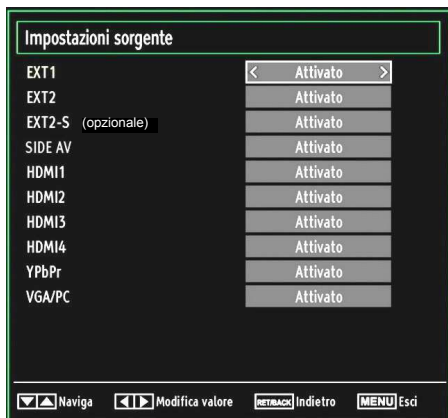 Impostazioni sorgente
EXT1 < Attivato >
EXT2 Attivato
EXT2-S (opzionale) Attivato
SIDE AV Attivato
HDMI1 Attivato
HDMI2 Attivato
HDMI3 Attivato
HDMI4 Attivato
YPbPr Attivato
VGA/PC Attivato
Naviga Modifica valore RET/BACK Indietro MENU Esci